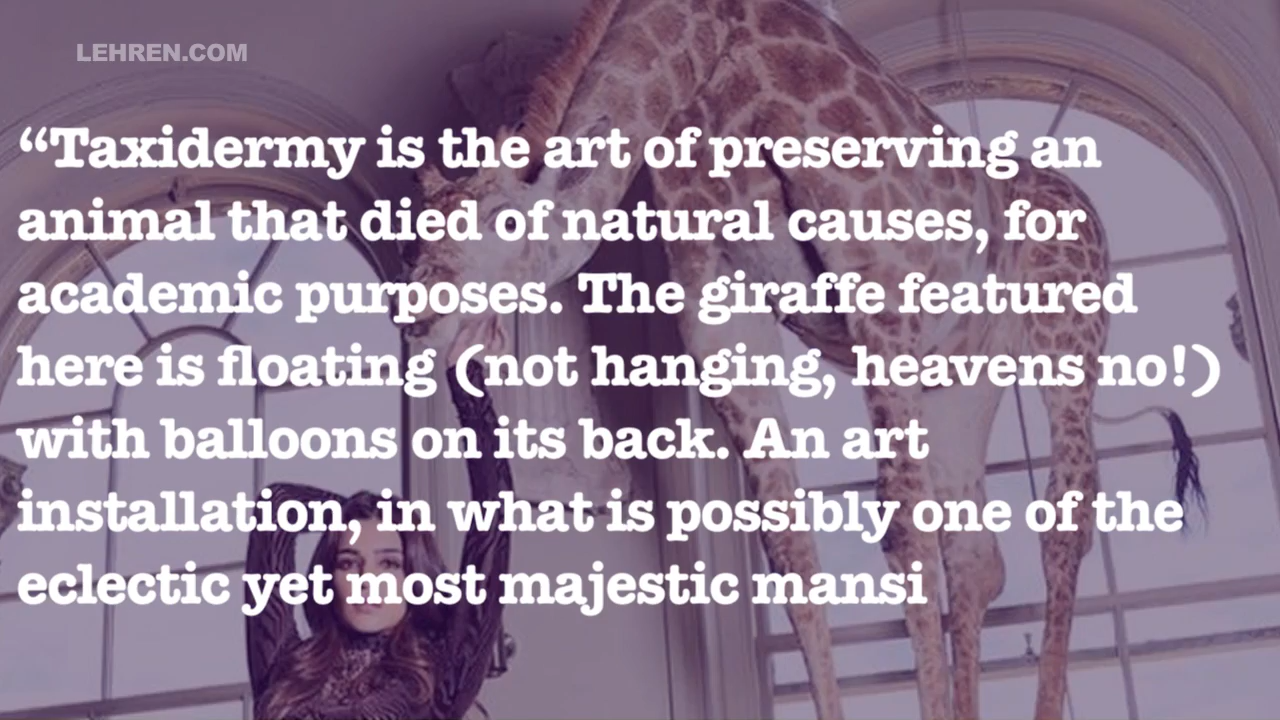 LEHREN.COM
“Taxidermy is the art of preserving an
animal that died of natural causes, for
academic purposes. The giraffe featured
here is floating (not hanging, heavens no!)
with balloons on its back. An art
installation, in what is possibly one of the
eclectic yet most majestic mansi